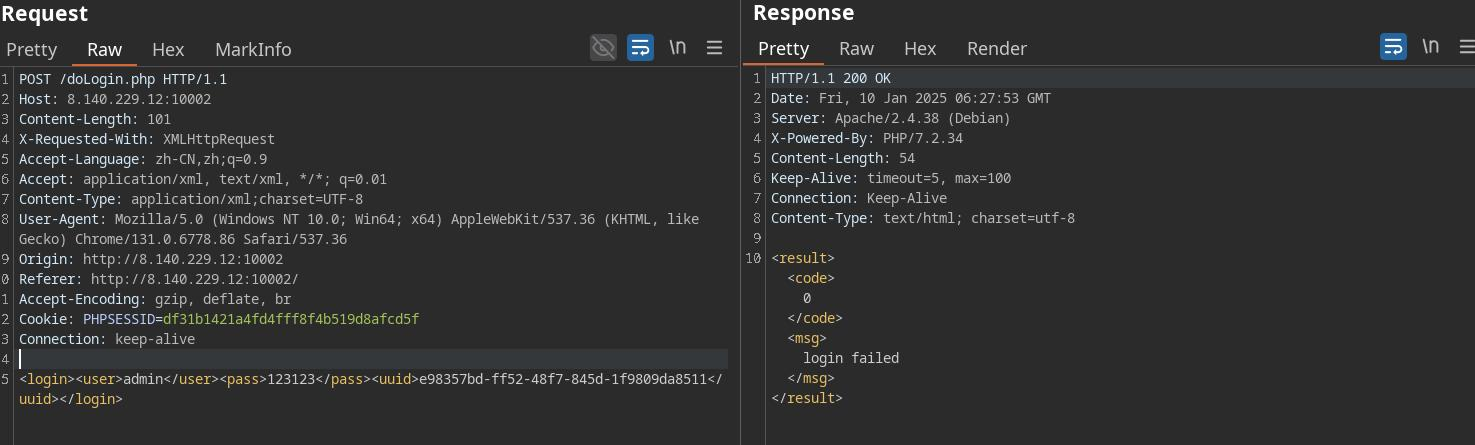 Request
Pretty Raw Hex MarkInfo \n
1 POST /doLogin.php HTTP/1.1
2 Host: 8.140.229.12:10002
3 Content-Length: 101
4 X-Requested-With: XMLHttpRequest
5 Accept-Language: zh-CN,zh;q=0.9
6 Accept: application/xml, text/xml, */*; q=0.01
7 Content-Type: application/xml;charset=UTF-8
8 User-Agent: Mozilla/5.0 (Windows NT 10.0; Win64; x64) AppleWebKit/537.36 (KHTML, like
Gecko) Chrome/131.0.6778.86 Safari/537.36
9 Origin: http://8.140.229.12:10002
0 Referer: http://8.140.229.12:10002/
1 Accept-Encoding: gzip, deflate, br
2 Cookie: PHPSESSID=df31b1421a4fd4fff8f4b519d8afcd5f
3 Connection: keep-alive
4
5 <login><user>admin</user><pass>123123</pass><uuid>e98357bd-ff52-48f7-845d-1f9809da8511</
uuid></login>
Response
Pretty Raw Hex Render \n
1 HTTP/1.1 200 OK
2 Date: Fri, 10 Jan 2025 06:27:53 GMT
3 Server: Apache/2.4.38 (Debian)
4 X-Powered-By: PHP/7.2.34
5 Content-Length: 54
6 Keep-Alive: timeout=5, max=100
7 Connection: Keep-Alive
8 Content-Type: text/html; charset=utf-8
9
10 <result>
<code>
0
</code>
<msg>
login failed
</msg>
</result>